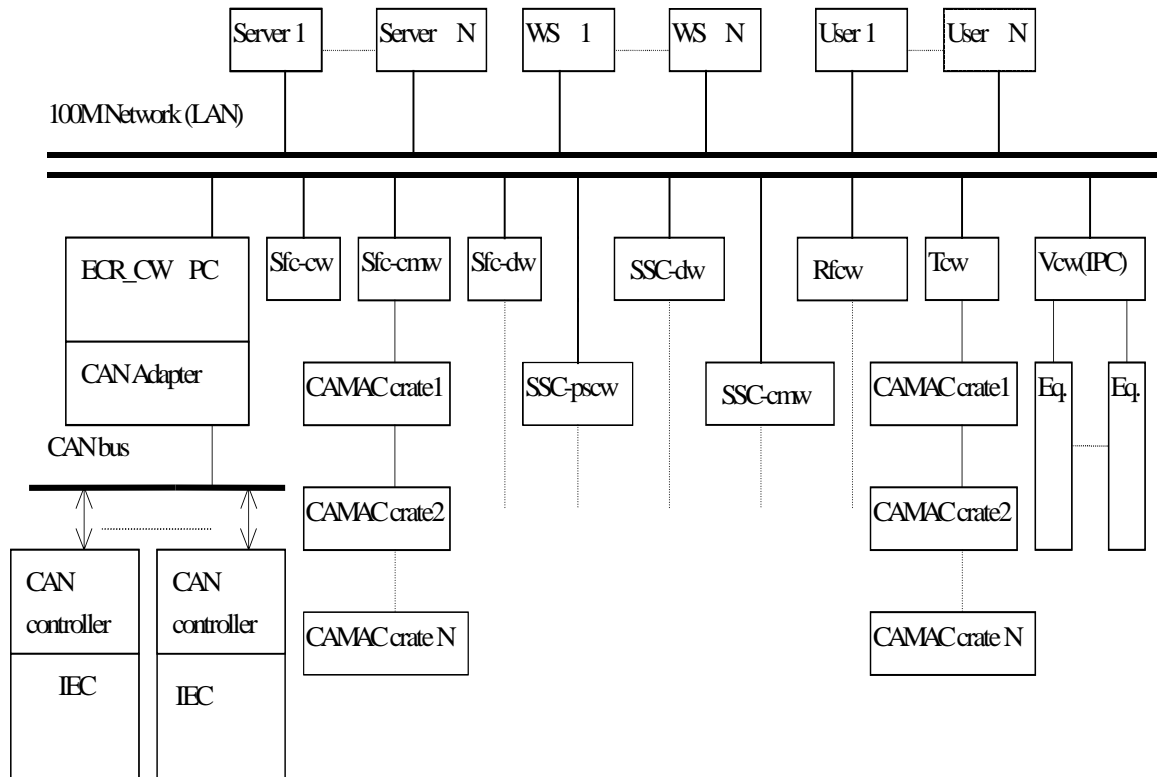 Server 1
Server N
WS 1
WS N
User 1
User N
100M Network (LAN)
ECR_CW PC
Sfc-cw
Sfc-cmw
Sfc-dw
SSC-dw
Rfcw
Tcw
Vcw(IPC)
CAN Adapter
CAMAC crate1
SSC-pscw
SSC-cmw
CAMAC crate1
Eq.
Eq.
CAN bus
CAMAC crate2
CAMAC crate2
CAN
controller
CAN
controller
CAMAC crate N
CAMAC crate N
IEC
IEC